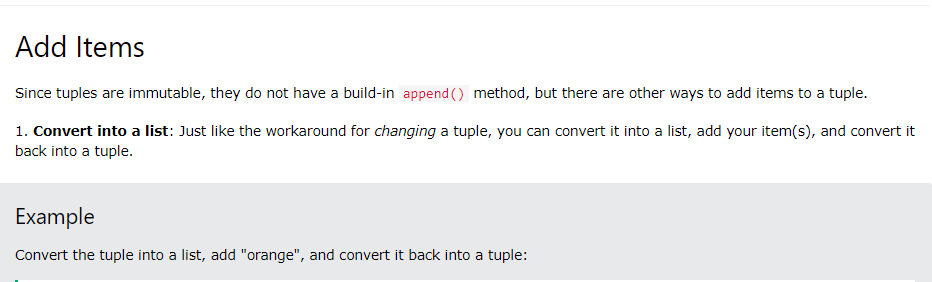 Add Items
Since tuples are immutable, they do not have a build-in append() method, but there are other ways to add items to a tuple.
1. Convert into a list: Just like the workaround for changing a tuple, you can convert it into a list, add your item(s), and convert it
back into a tuple.
Example
Convert the tuple into a list, add "orange", and convert it back into a tuple: